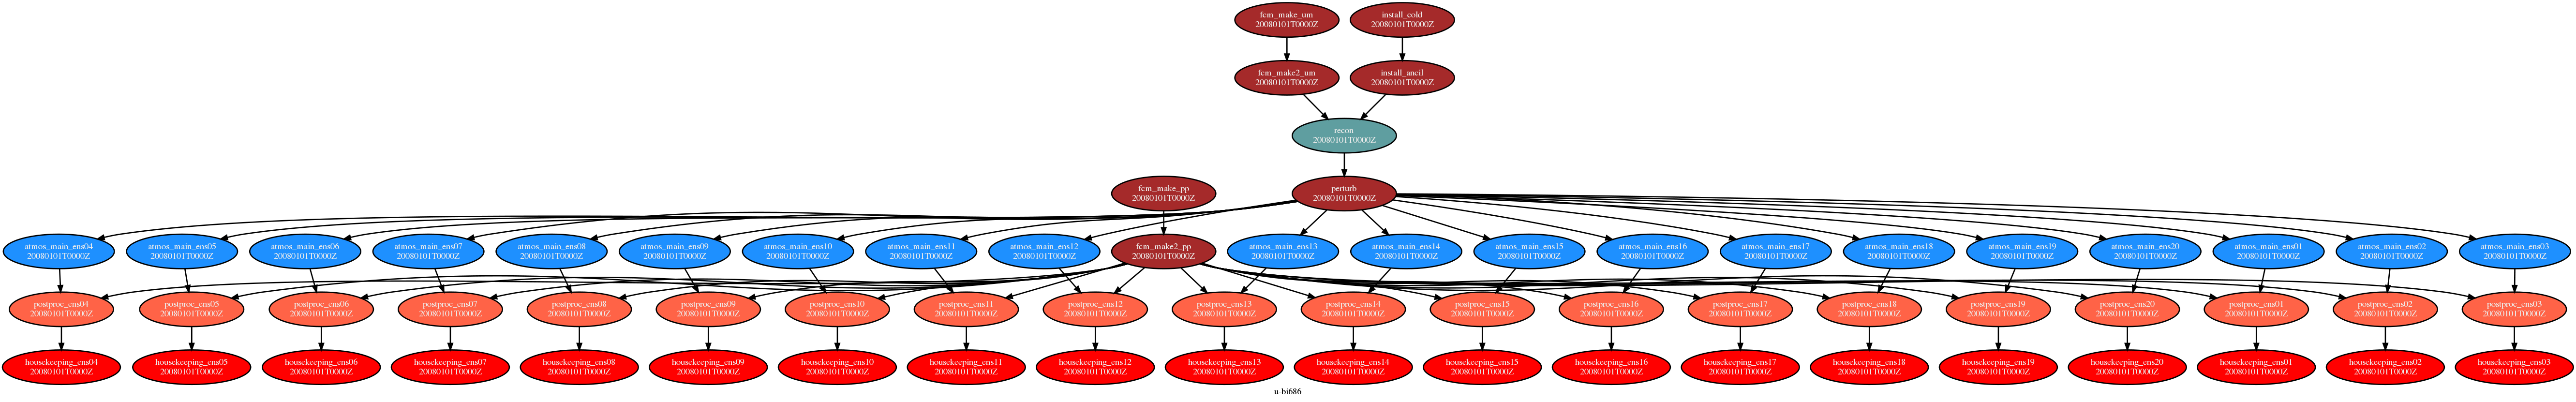 fcm_make_um
20080101T0000Z
install_cold
20080101T0000Z
fcm_make2_um
20080101T0000Z
install_ancil
20080101T0000Z
recon
20080101T0000Z
fcm_make_pp
20080101T0000Z
perturb
20080101T0000Z
atmos_main_ens04
20080101T0000Z
atmos_main_ens05
20080101T0000Z
atmos_main_ens06
20080101T0000Z
atmos_main_ens07
20080101T0000Z
atmos_main_ens08
20080101T0000Z
atmos_main_ens09
20080101T0000Z
atmos_main_ens10
20080101T0000Z
atmos_main_ens11
20080101T0000Z
atmos_main_ens12
20080101T0000Z
fcm_make2_pp
20080101T0000Z
atmos_main_ens13
20080101T0000Z
atmos_main_ens14
20080101T0000Z
atmos_main_ens15
20080101T0000Z
atmos_main_ens16
20080101T0000Z
atmos_main_ens17
20080101T0000Z
atmos_main_ens18
20080101T0000Z
atmos_main_ens19
20080101T0000Z
atmos_main_ens20
20080101T0000Z
atmos_main_ens01
20080101T0000Z
atmos_main_ens02
20080101T0000Z
atmos_main_ens03
20080101T0000Z
postproc_ens04
20080101T0000Z
postproc_ens05
20080101T0000Z
postproc_ens06
20080101T0000Z
postproc_ens07
20080101T0000Z
postproc_ens08
20080101T0000Z
postproc_ens09
20080101T0000Z
postproc_ens10
20080101T0000Z
postproc_ens11
20080101T0000Z
postproc_ens12
20080101T0000Z
postproc_ens13
20080101T0000Z
postproc_ens14
20080101T0000Z
postproc_ens15
20080101T0000Z
postproc_ens16
20080101T0000Z
postproc_ens17
20080101T0000Z
postproc_ens18
20080101T0000Z
postproc_ens19
20080101T0000Z
postproc_ens20
20080101T0000Z
postproc_ens01
20080101T0000Z
postproc_ens02
20080101T0000Z
postproc_ens03
20080101T0000Z
housekeeping_ens04
20080101T0000Z
housekeeping_ens05
20080101T0000Z
housekeeping_ens06
20080101T0000Z
housekeeping_ens07
20080101T0000Z
housekeeping_ens08
20080101T0000Z
housekeeping_ens09
20080101T0000Z
housekeeping_ens10
20080101T0000Z
housekeeping_ens11
20080101T0000Z
housekeeping_ens12
20080101T0000Z
housekeeping_ens13
20080101T0000Z
housekeeping_ens14
20080101T0000Z
housekeeping_ens15
20080101T0000Z
housekeeping_ens16
20080101T0000Z
housekeeping_ens17
20080101T0000Z
housekeeping_ens18
20080101T0000Z
housekeeping_ens19
20080101T0000Z
housekeeping_ens20
20080101T0000Z
housekeeping_ens01
20080101T0000Z
housekeeping_ens02
20080101T0000Z
housekeeping_ens03
20080101T0000Z
u-bi686